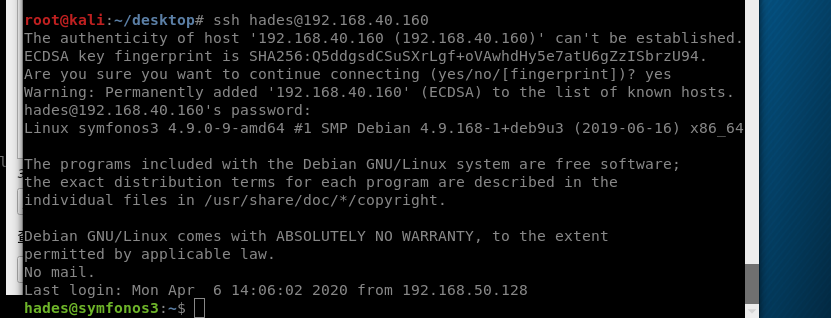 root@kali:~/desktop# ssh hades@192.168.40.160
The authenticity of host '192.168.40.160 (192.168.40.160)' can't be established.
ECDSA key fingerprint is SHA256:Q5ddgsdCSuSXrLgf+oVAwhdHy5e7atU6gZzISbrzU94.
Are you sure you want to continue connecting (yes/no/[fingerprint])? yes
Warning: Permanently added '192.168.40.160' (ECDSA) to the list of known hosts.
hades@192.168.40.160's password:
Linux symfonos3 4.9.0-9-amd64 #1 SMP Debian 4.9.168-1+deb9u3 (2019-06-16) x86_64
The programs included with the Debian GNU/Linux system are free software;
the exact distribution terms for each program are described in the
individual files in /usr/share/doc/*/copyright.
Debian GNU/Linux comes with ABSOLUTELY NO WARRANTY, to the extent
permitted by applicable law.
No mail.
Last login: Mon Apr  6 14:06:02 2020 from 192.168.50.128
hades@symfonos3:~$